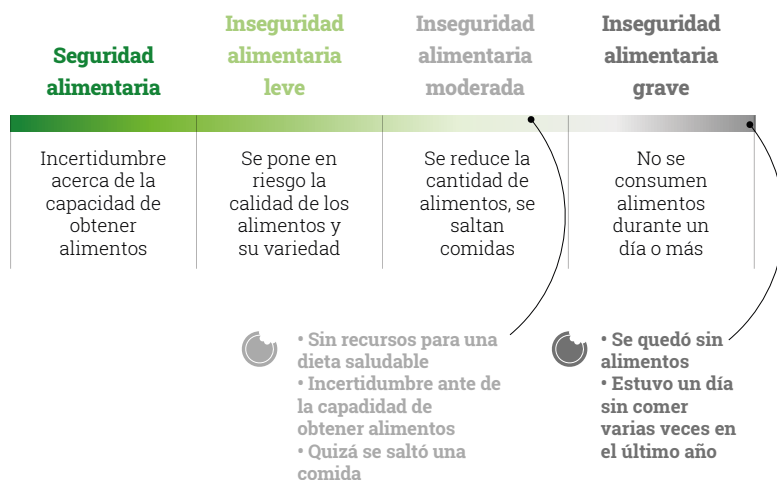 Seguridad
alimentaria
Inseguridad
alimentaria
leve
Inseguridad
alimentaria
moderada
Inseguridad
alimentaria
grave
Incertidumbre
acerca de la
capacidad de
obtener
alimentos
Se pone en
riesgo la
calidad de los
alimentos y
su variedad
Se reduce la
cantidad de
alimentos, se
saltan
comidas
No se
consumen
alimentos
durante un
día o más
• Sin recursos para una
dieta saludable
• Incertidumbre ante de
la capadidad de
obtener alimentos
• Quizá se saltó una
comida
• Se quedó sin
alimentos
• Estuvo un día
sin comer
varias veces en
el último año